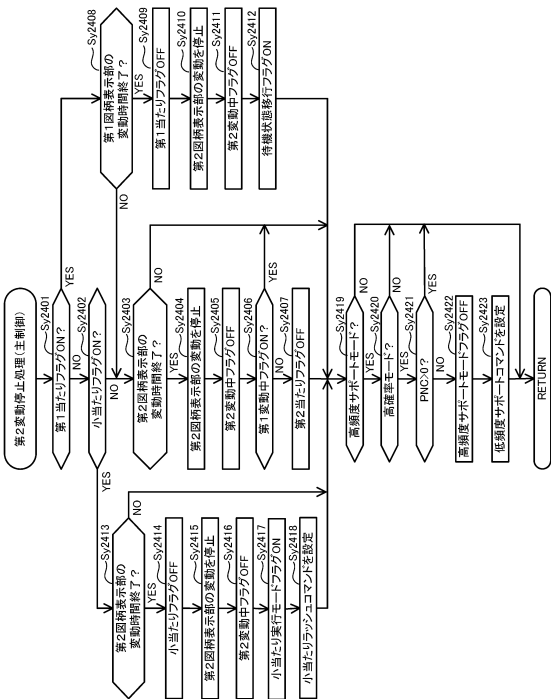 第2変動停止処理(主制御)
Sy2401
第1当たりフラグON?
YES
NO
Sy2402
小当たりフラグON?
YES
NO
Sy2403
第2図柄表示部の
変動時間終了?
NO
YES
Sy2404
第2図柄表示部の変動を停止
Sy2405
第2変動中フラグOFF
Sy2406
第1変動中フラグON?
YES
NO
Sy2407
第2当たりフラグOFF
Sy2408
第1図柄表示部の
変動時間終了?
NO
YES
Sy2409
第1当たりフラグOFF
Sy2410
第2図柄表示部の変動を停止
Sy2411
第2変動中フラグOFF
Sy2412
待機状態移行フラグON
Sy2413
第2図柄表示部の
変動時間終了?
NO
YES
Sy2414
小当たりフラグOFF
Sy2415
第2図柄表示部の変動を停止
Sy2416
第2変動中フラグOFF
Sy2417
小当たり実行モードフラグON
Sy2418
小当たりラッシュコマンドを設定
Sy2419
高頻度サポートモード?
NO
YES
Sy2420
高確率モード?
NO
YES
Sy2421
PNC>0?
YES
NO
Sy2422
高頻度サポートモードフラグOFF
Sy2423
低頻度サポートコマンドを設定
RETURN